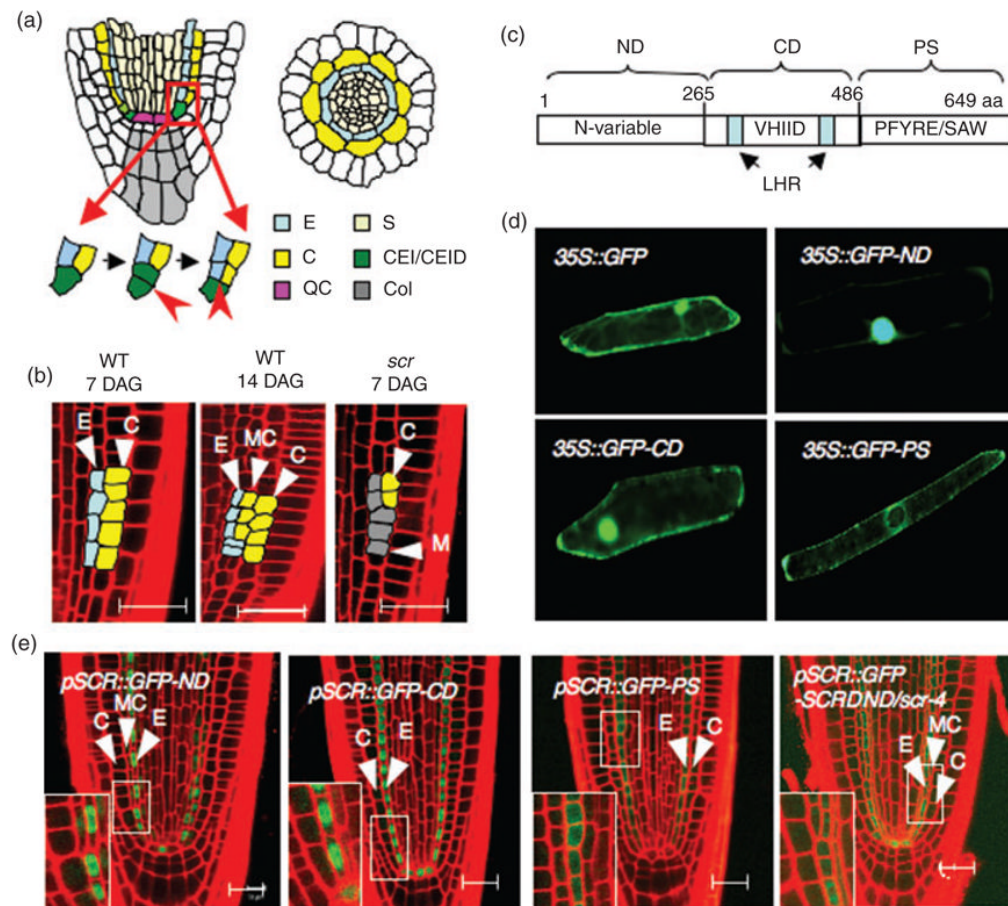 (a)
E
S
C
CEI/CEID
QC
Col
(b)
WT
7 DAG
WT
14 DAG
scr
7 DAG
E
C
E
MC
C
C
M
(c)
ND
CD
PS
1
265
486
649 aa
N-variable
VHIID
PFYRE/SAW
LHR
(d)
35S::GFP
35S::GFP-ND
35S::GFP-CD
35S::GFP-PS
(e)
pSCR::GFP-ND
C
MC
E
pSCR::GFP-CD
C
E
pSCR::GFP-PS
E
C
pSCR::GFP
-SCRDND/scr-4
MC
E
C